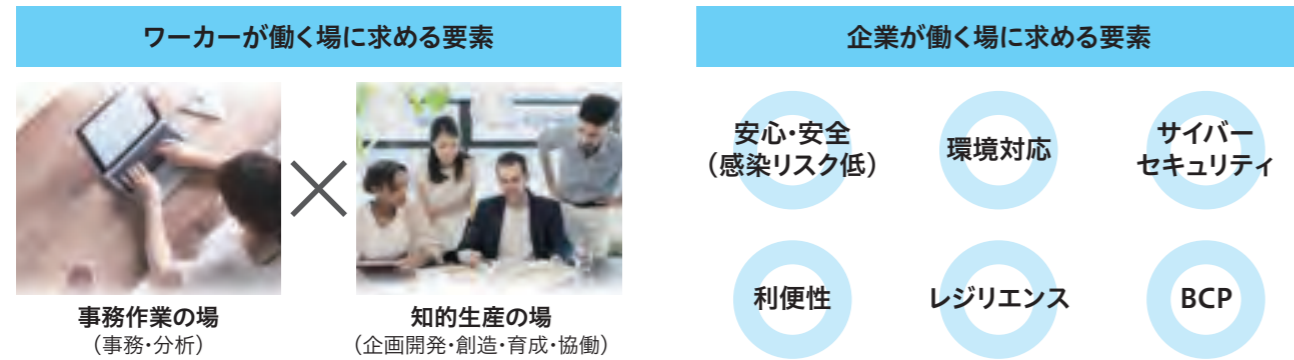 ワーカーが働く場に求める要素
事務作業の場
（事務・分析）
知的生産の場
（企画開発・創造・育成・協働）
企業が働く場に求める要素
安心・安全
（感染リスク低）
環境対応
サイバー
セキュリティ
利便性
レジリエンス
BCP